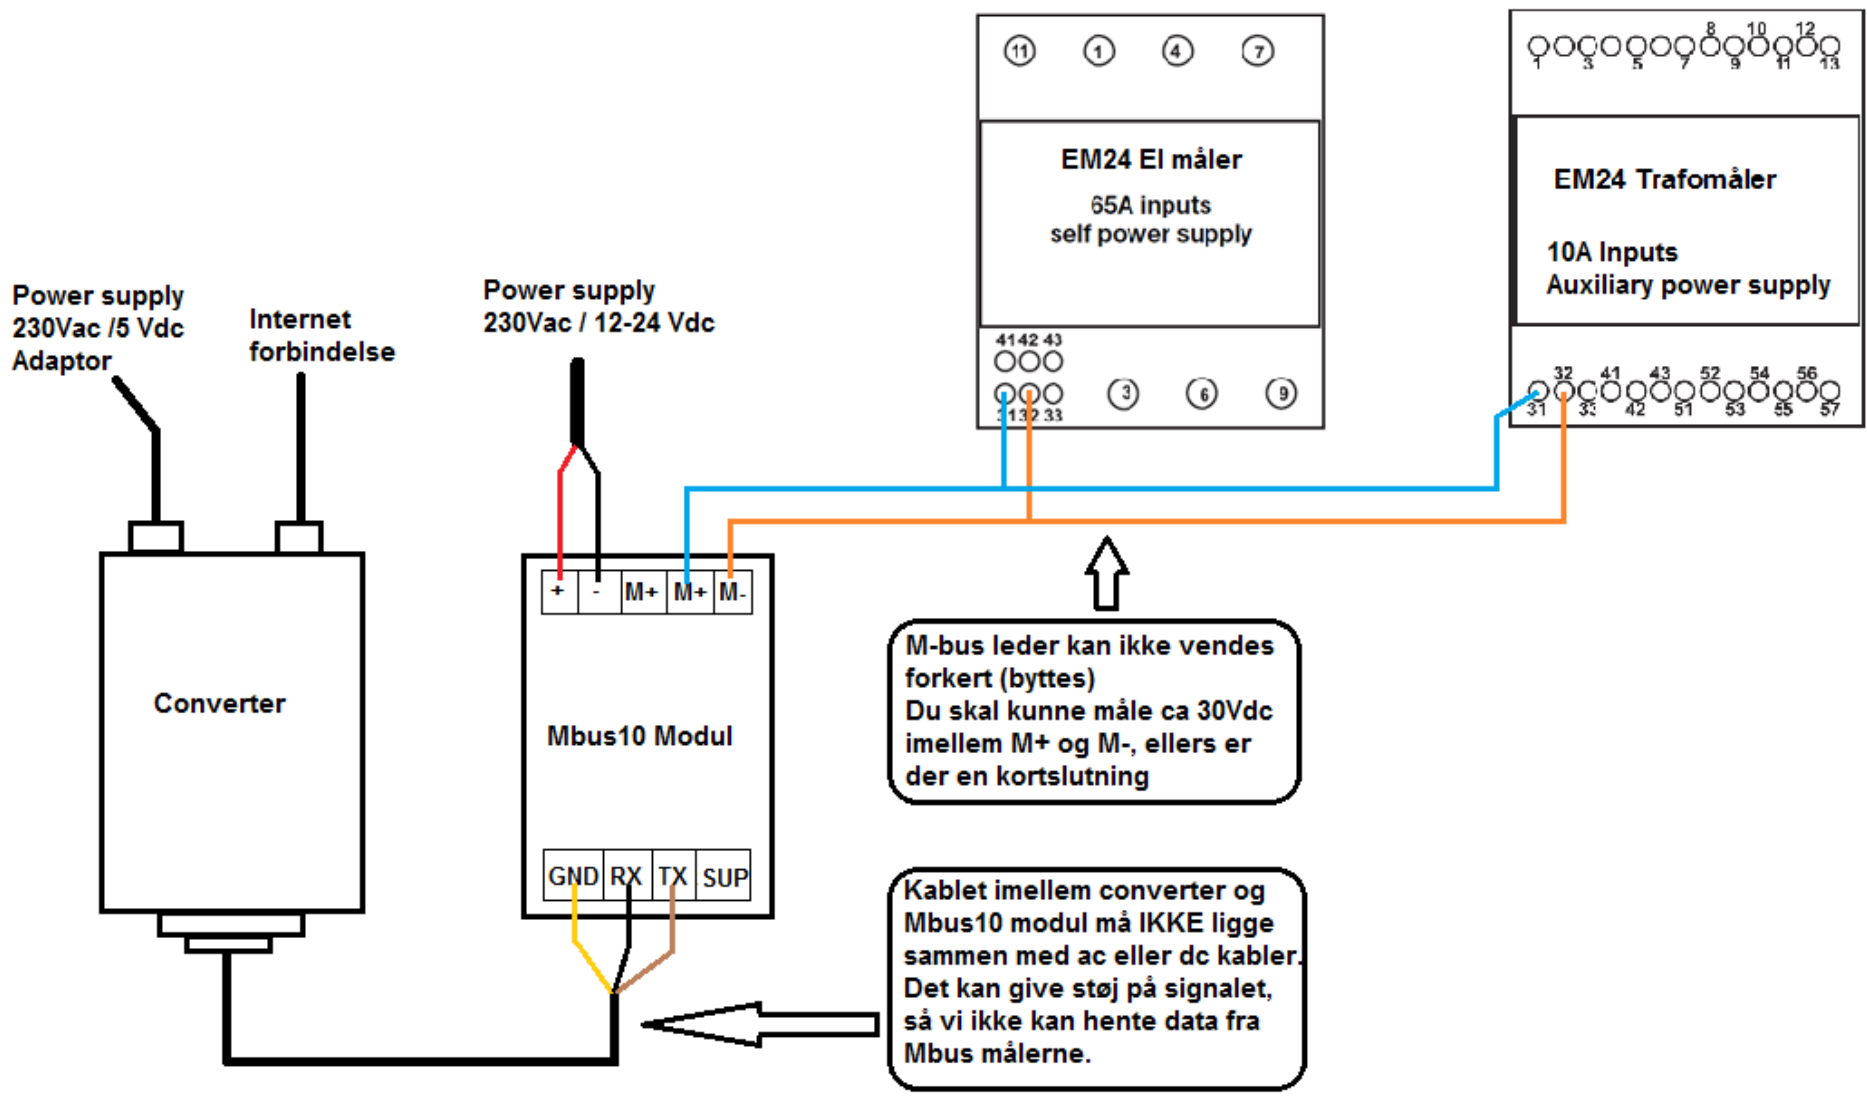 Power supply
230Vac /5 Vdc
Adaptor
Internet
forbindelse
Power supply
230Vac / 12-24 Vdc
11 1 4 7
EM24 El måler
65A inputs
self power supply
41 42 43
31 32 33
3 6 9
8 10 12
1 3 5 7 9 11 13
EM24 Trafomåler
10A Inputs
Auxiliary power supply
32 41 43 52 54 56
31 33 42 51 53 55 57
+ - M+ M+ M-
Converter
Mbus10 Modul
GND RX TX SUP
M-bus leder kan ikke vendes
forkert (byttes)
Du skal kunne måle ca 30Vdc
imellem M+ og M-, ellers er
der en kortslutning
Kablet imellem converter og
Mbus10 modul må IKKE ligge
sammen med ac eller dc kabler.
Det kan give støj på signalet,
så vi ikke kan hente data fra
Mbus målerne.